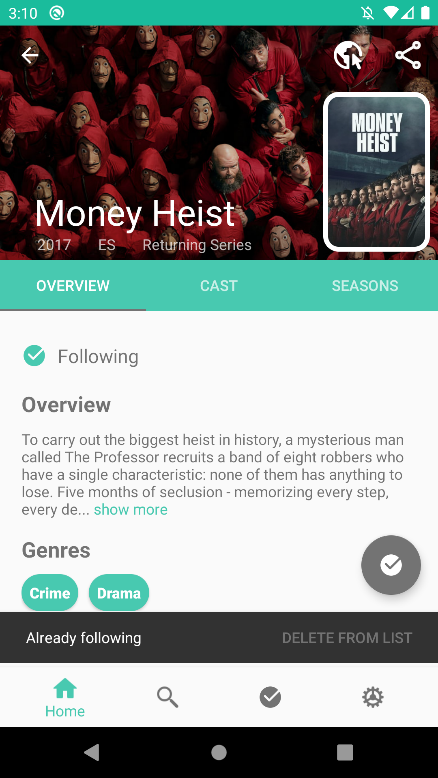 3:10
MONEY
HEIST
Money Heist
2017 ES Returning Series
OVERVIEW CAST SEASONS
Following
Overview
To carry out the biggest heist in history, a mysterious man
called The Professor recruits a band of eight robbers who
have a single characteristic: none of them has anything to
lose. Five months of seclusion - memorizing every step,
every de... show more
Genres
Crime Drama
Already following DELETE FROM LIST
Home